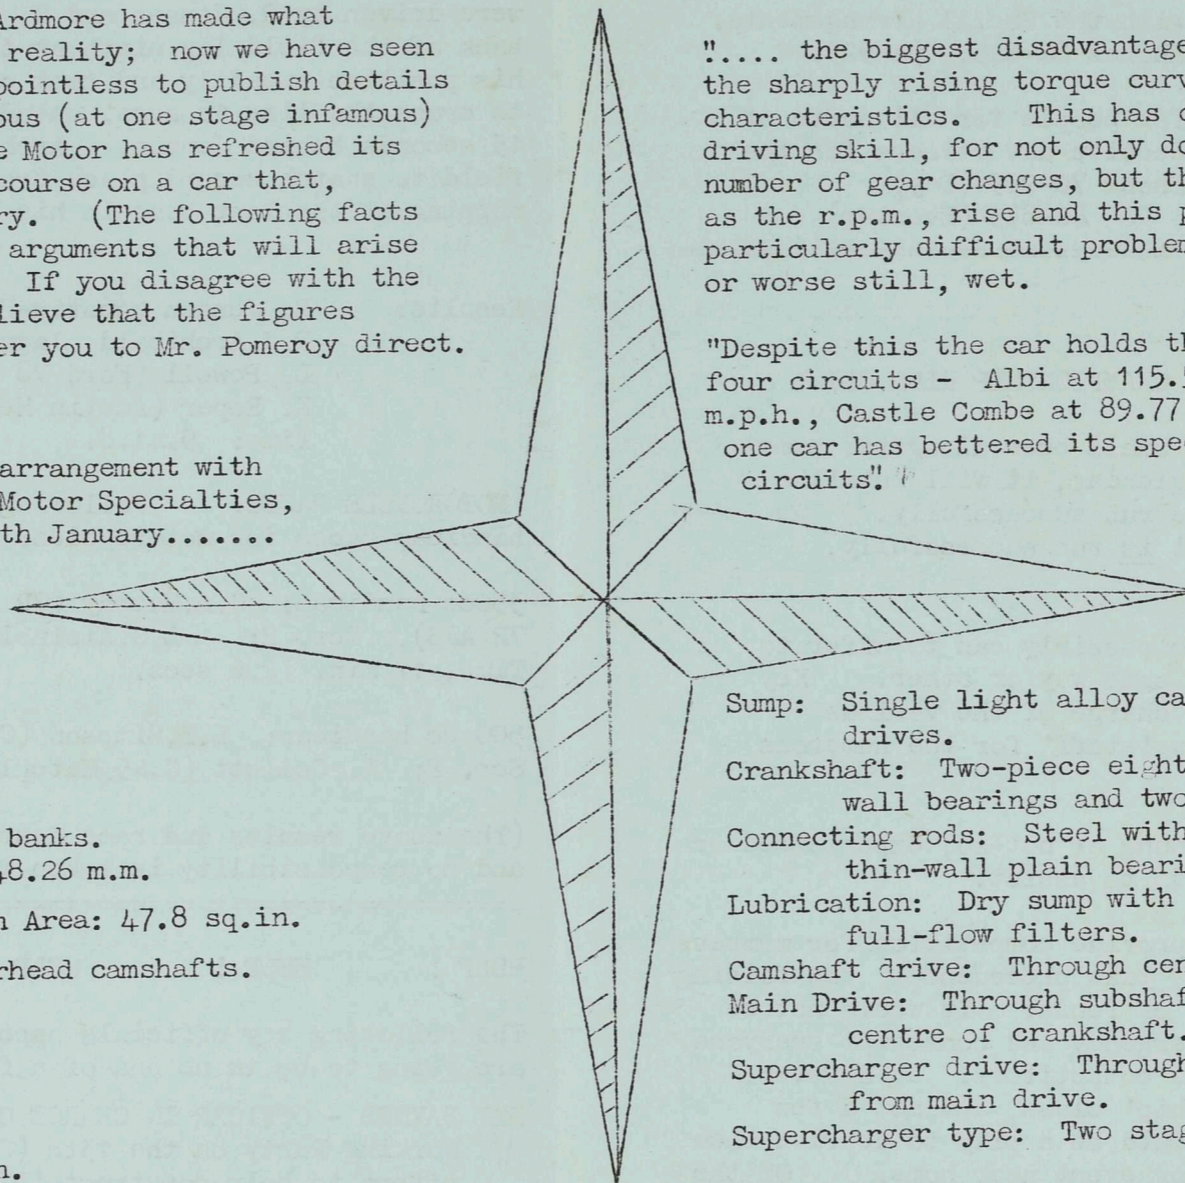 Ardmore has made what
reality; now we have seen
pointless to publish details
ous (at one stage infamous)
e Motor has refreshed its
course on a car that,
ry. (The following facts
arguments that will arise
If you disagree with the
lieve that the figures
er you to Mr. Pomeroy direct.
arrangement with
Motor Specialties,
th January.......
banks.
48.26 m.m.
n Area: 47.8 sq.in.
rhead camshafts.
n.
"..... the biggest disadvantage
the sharply rising torque curv
characteristics. This has c
driving skill, for not only do
number of gear changes, but th
as the r.p.m., rise and this p
particularly difficult problem
or worse still, wet.
"Despite this the car holds th
four circuits - Albi at 115.5
m.p.h., Castle Combe at 89.77
one car has bettered its spe
circuits".
Sump: Single light alloy ca
drives.
Crankshaft: Two-piece eight
wall bearings and two
Connecting rods: Steel with
thin-wall plain beari
Lubrication: Dry sump with
full-flow filters.
Camshaft drive: Through cen
Main Drive: Through subshaf
centre of crankshaft.
Supercharger drive: Through
from main drive.
Supercharger type: Two stag